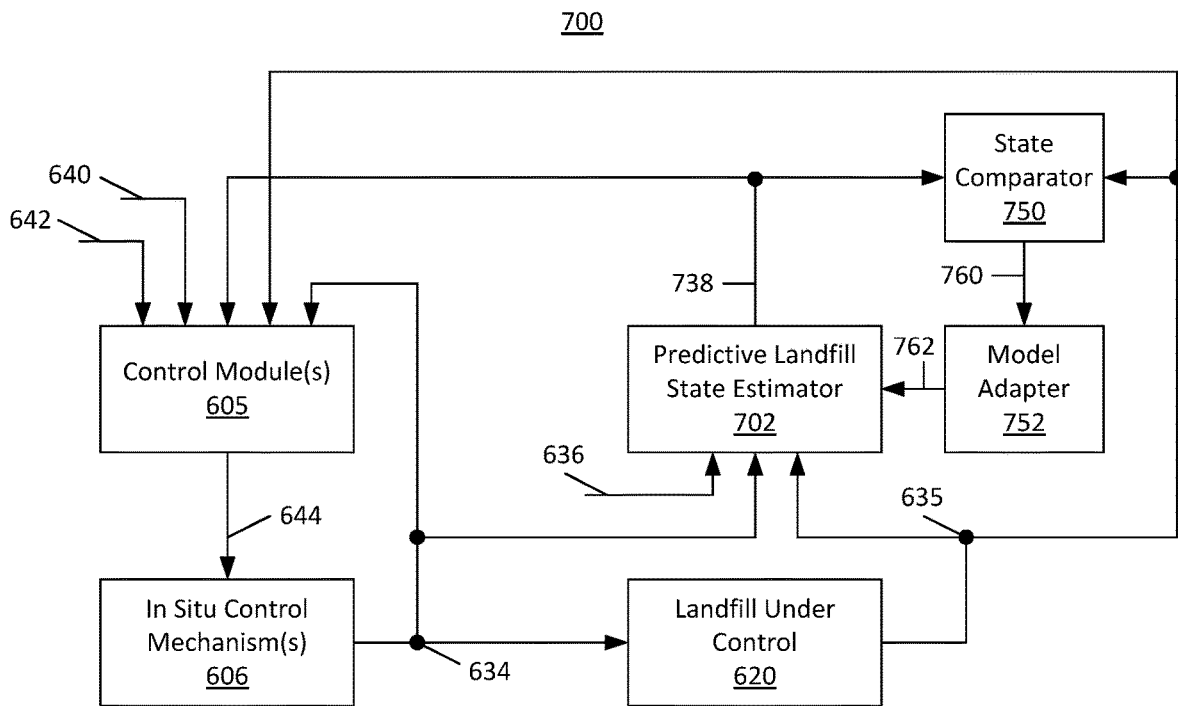 700
State
Comparator
750
640
642
760
738
Control Module(s)
605
Predictive Landfill
State Estimator
702
762
Model
Adapter
752
636
644
635
In Situ Control
Mechanism(s)
606
634
Landfill Under
Control
620